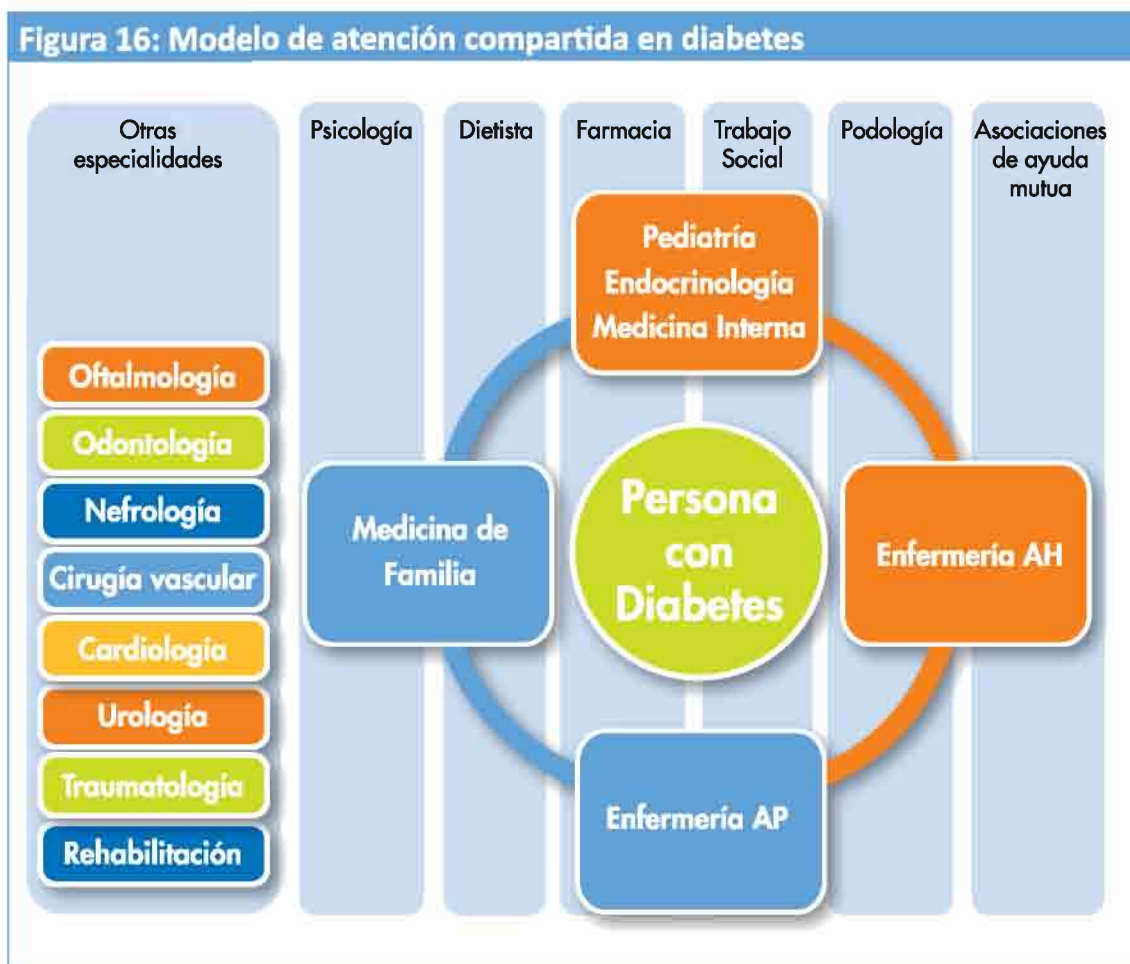 Figura 16: Modelo de atención compartida en diabetes
Otras
especialidades
Psicología
Dietista
Farmacia
Trabajo
Social
Podología
Asociaciones
de ayuda
mutua
Oftalmología
Odontología
Nefrología
Cirugía vascular
Cardiología
Urología
Traumatología
Rehabilitación
Pediatría
Endocrinología
Medicina Interna
Medicina de
Familia
Persona
con
Diabetes
Enfermería AH
Enfermería AP